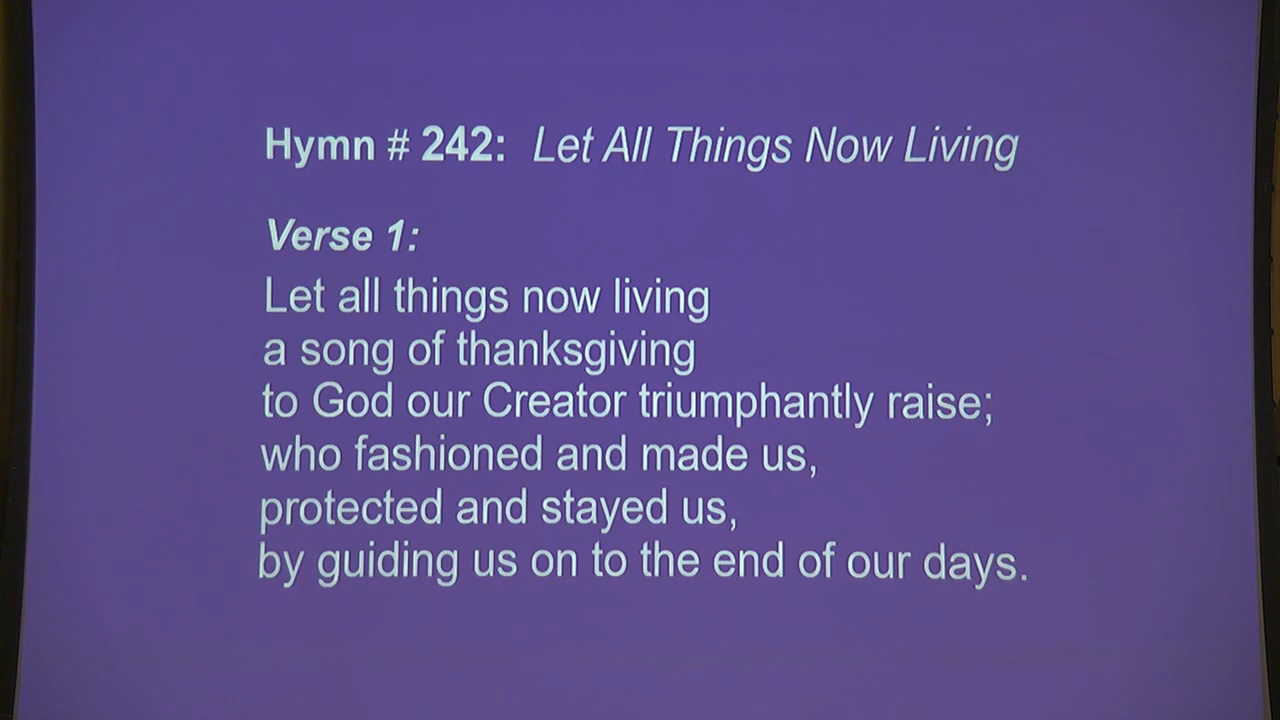 Hymn # 242: Let All Things Now Living
Verse 1:
Let all things now living
a song of thanksgiving
to God our Creator triumphantly raise;
who fashioned and made us,
protected and stayed us,
by guiding us on to the end of our days.